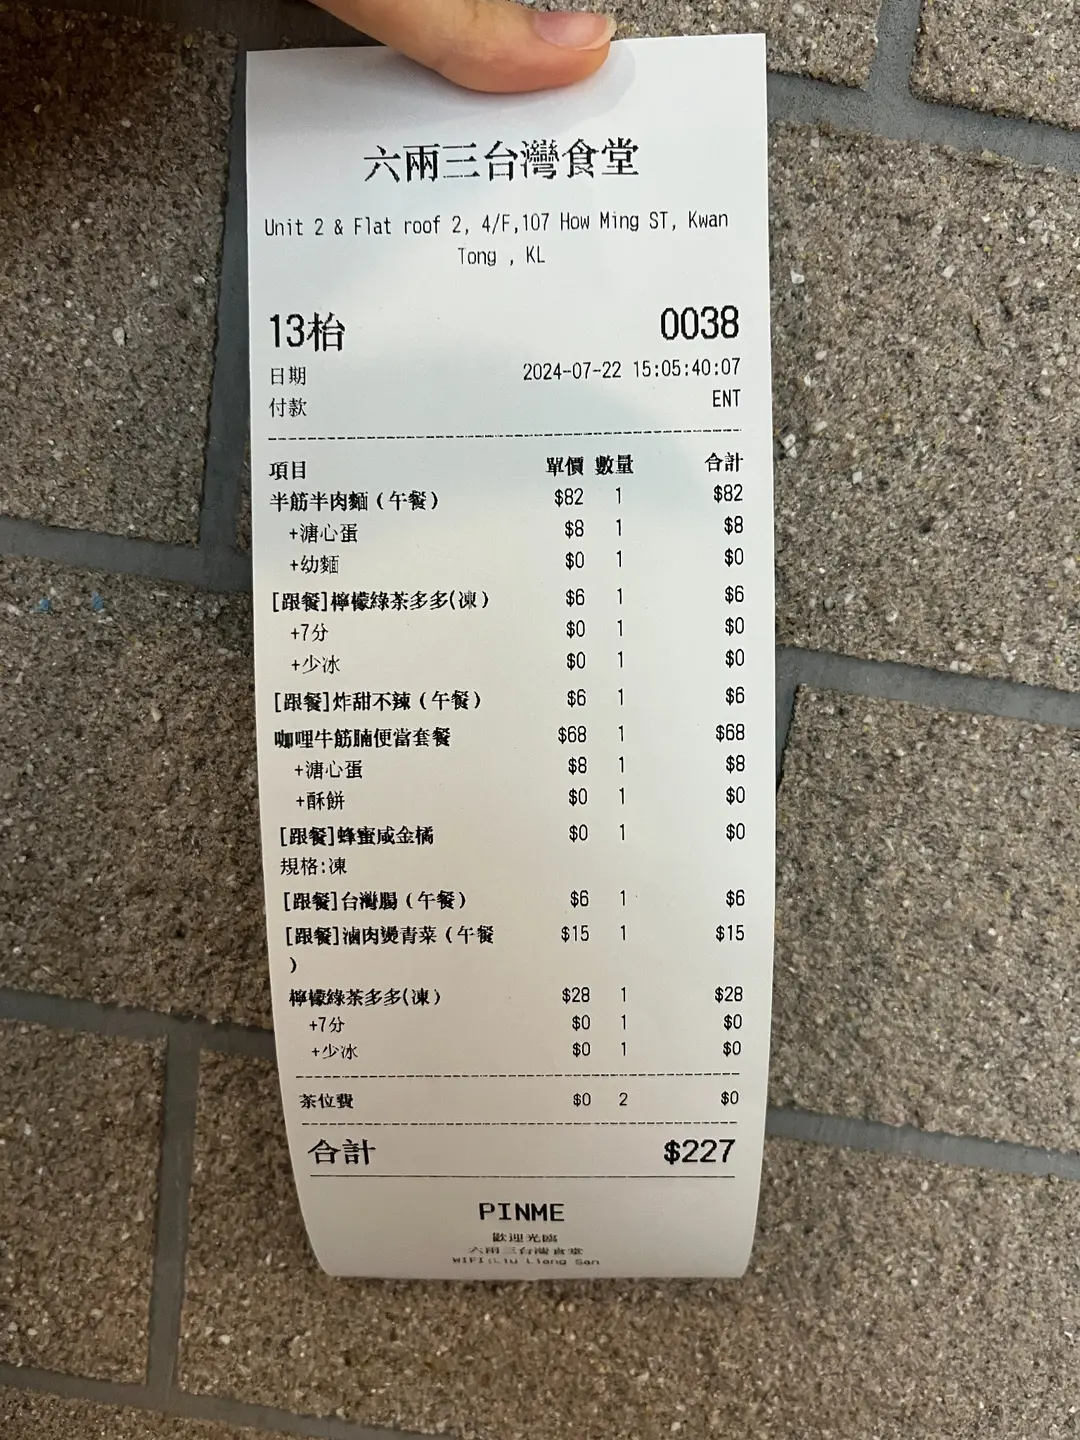 六兩三台灣食堂
Unit 2 & Flat roof 2, 4/F,107 How Ming ST, Kwan
Tong , KL
13枱 0038
日期 2024-07-22 15:05:40:07
付款 ENT
項目 單價 數量 合計
半筋半肉麵（午餐） $82 1 $82
+溏心蛋 $8 1 $8
+幼麵 $0 1 $0
[跟餐]檸檬綠茶多多(凍） $6 1 $6
+7分 $0 1 $0
+少冰 $0 1 $0
[跟餐]炸甜不辣（午餐） $6 1 $6
咖哩牛筋腩便當套餐 $68 1 $68
+溏心蛋 $8 1 $8
+酥餅 $0 1 $0
[跟餐]蜂蜜咸金橘 $0 1 $0
規格:凍
[跟餐]台灣腸（午餐） $6 1 $6
[跟餐]滷肉燙青菜（午餐 $15 1 $15
）
檸檬綠茶多多(凍） $28 1 $28
+7分 $0 1 $0
+少冰 $0 1 $0
茶位費 $0 2 $0
合計 $227
PINME
歡迎光臨
六兩三台灣食堂
WIFI:Liu Liang San